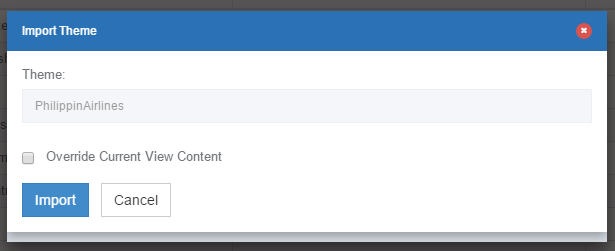 Import Theme
Theme:
PhilippinAirlines
Override Current View Content
Import
Cancel